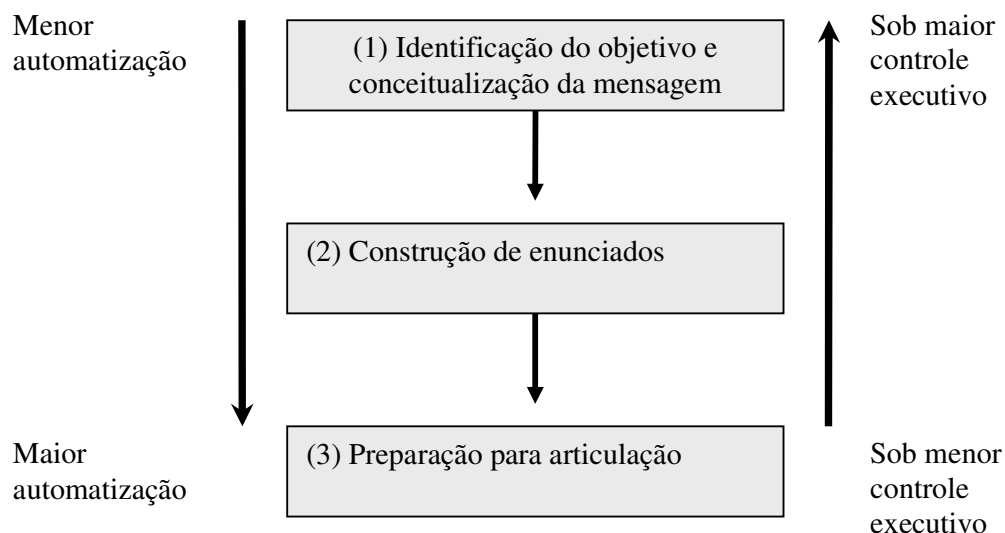 Menor
automatização
(1) Identificação do objetivo e
conceitualização da mensagem
Sob maior
controle
executivo
(2) Construção de enunciados
Maior
automatização
(3) Preparação para articulação
Sob menor
controle
executivo